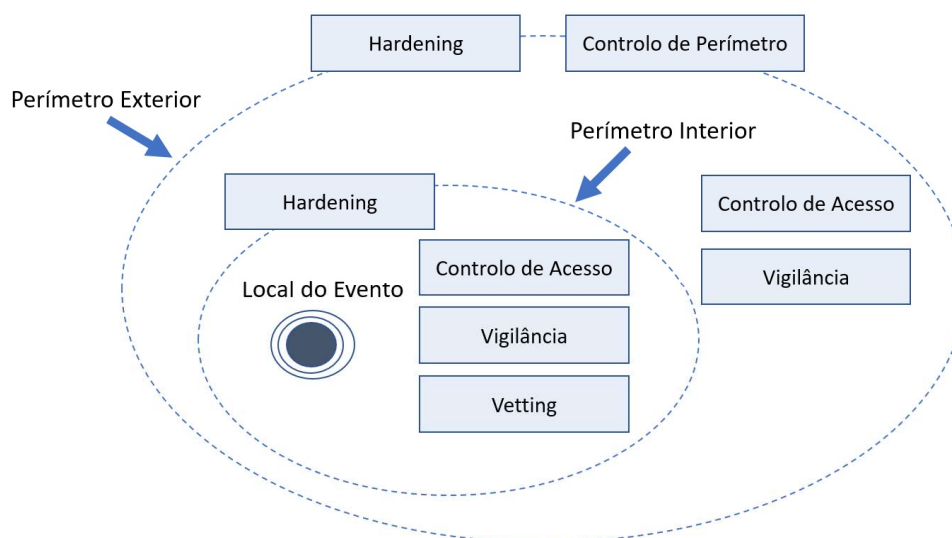 Hardening
Controlo de Perímetro
Perímetro Exterior
Perímetro Interior
Hardening
Controlo de Acesso
Controlo de Acesso
Vigilância
Local do Evento
Vigilância
Vetting